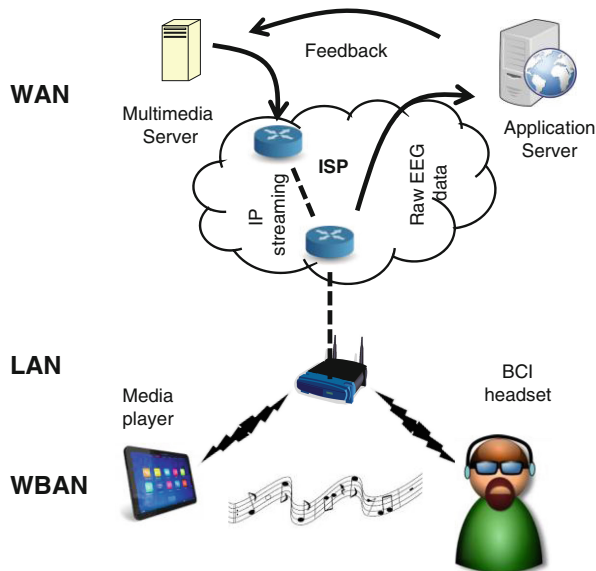 WAN
Feedback
Multimedia
Server
Application
Server
ISP
IP
streaming
Raw EEG
data
LAN
Media
player
BCI
headset
WBAN